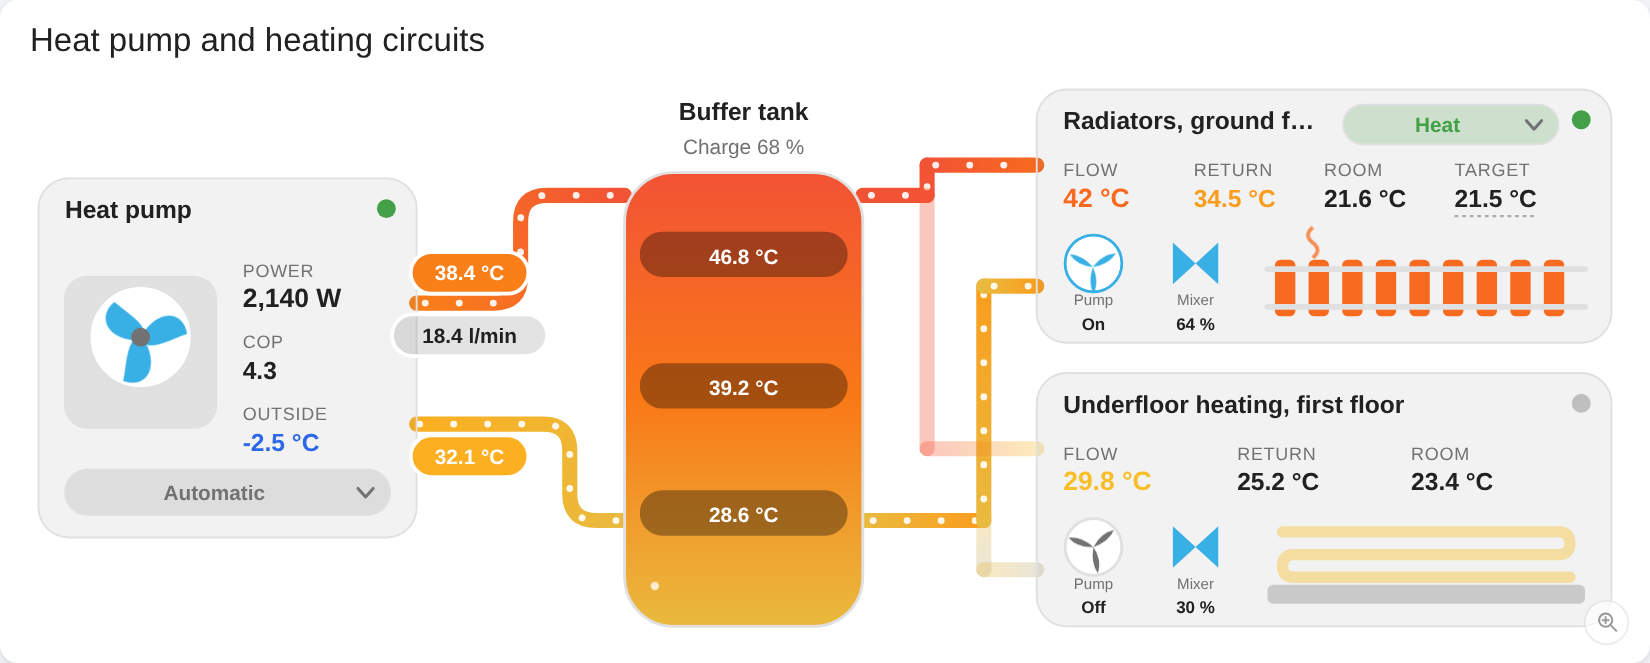 Heat pump and heating circuits
Buffer tank
Charge 68 %
46.8 °C
39.2 °C
28.6 °C
Heat pump
POWER
2,140 W
COP
4.3
OUTSIDE
-2.5 °C
Automatic
38.4 °C
18.4 l/min
32.1 °C
Radiators, ground f...
Heat
FLOW RETURN ROOM TARGET
42 °C 34.5 °C 21.6 °C 21.5 °C
Pump Mixer
On 64 %
Underfloor heating, first floor
FLOW RETURN ROOM
29.8 °C 25.2 °C 23.4 °C
Pump Mixer
Off 30 %